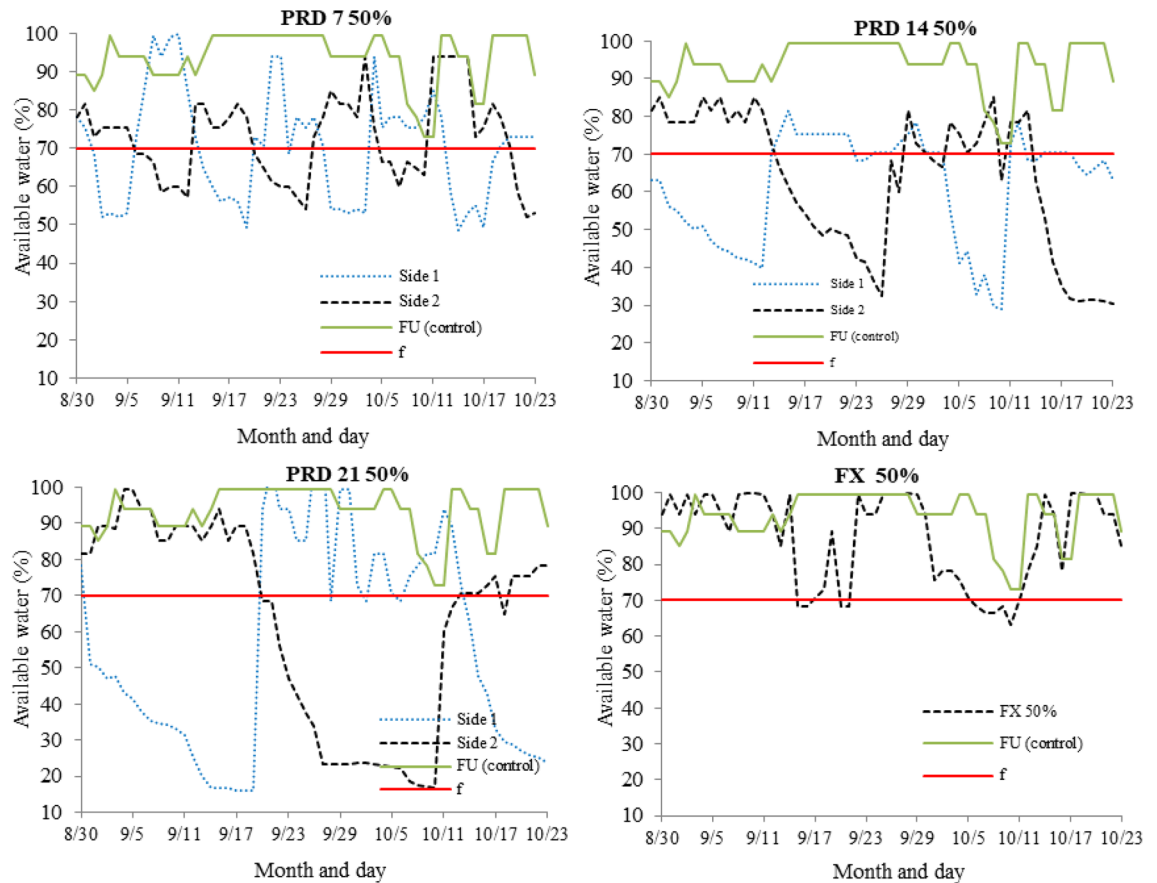 PRD 7 50%
Available water (%)
100
90
80
70
60
50
40
30
20
10
Side 1
Side 2
FU (control)
f
8/30 9/5 9/11 9/17 9/23 9/29 10/5 10/11 10/17 10/23
Month and day
PRD 14 50%
Available water (%)
100
90
80
70
60
50
40
30
20
10
Side 1
Side 2
FU (control)
f
8/30 9/5 9/11 9/17 9/23 9/29 10/5 10/11 10/17 10/23
Month and day
PRD 21 50%
Available water (%)
100
90
80
70
60
50
40
30
20
10
Side 1
Side 2
FU (control)
f
8/30 9/5 9/11 9/17 9/23 9/29 10/5 10/11 10/17 10/23
Month and day
FX 50%
Available water (%)
100
90
80
70
60
50
40
30
20
10
FX 50%
FU (control)
f
8/30 9/5 9/11 9/17 9/23 9/29 10/5 10/11 10/17 10/23
Month and day